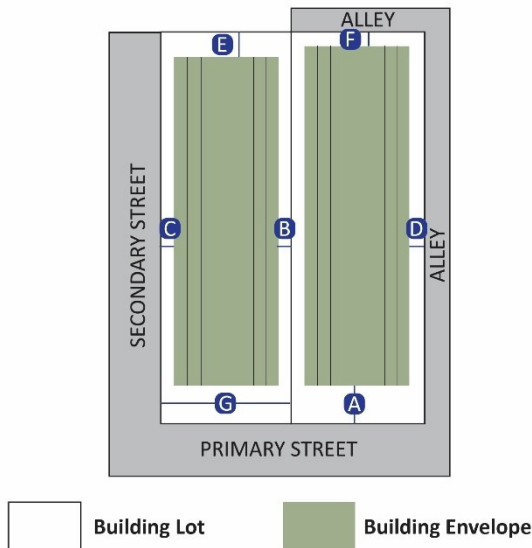 ALLEY
E
F
SECONDARY STREET
C
B
D
ALLEY
G
A
PRIMARY STREET
Building Lot
Building Envelope